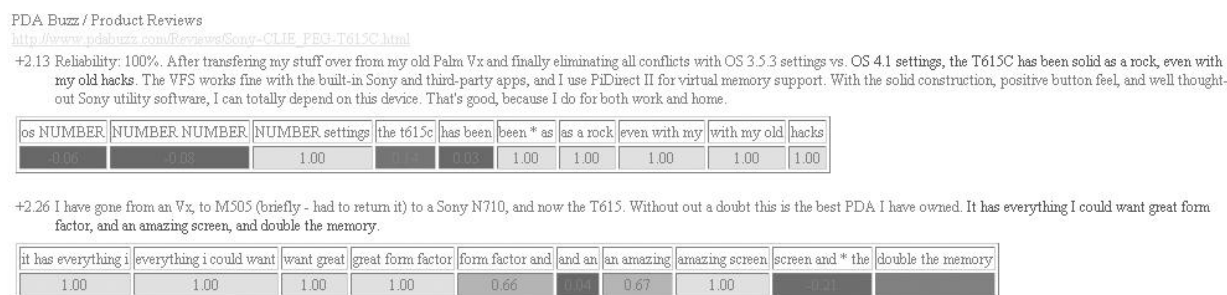 PDA Buzz / Product Reviews
http://www.pdabuzz.com/Reviews/Sony-CLIE_PEG-T615C.html
+2.13 Reliability: 100%. After transfering my stuff over from my old Palm Vx and finally eliminating all conflicts with OS 3.5.3 settings vs. OS 4.1 settings, the T615C has been solid as a rock, even with
my old hacks. The VFS works fine with the built-in Sony and third-party apps, and I use PiDirect II for virtual memory support. With the solid construction, positive button feel, and well thought-
out Sony utility software, I can totally depend on this device. That's good, because I do for both work and home.
os NUMBER NUMBER NUMBER NUMBER settings the t615c has been been * as as a rock even with my with my old hacks
-0.06 -0.08 1.00 0.14 0.03 1.00 1.00 1.00 1.00 1.00
+2.26 I have gone from an Vx, to M505 (briefly - had to return it) to a Sony N710, and now the T615. Without out a doubt this is the best PDA I have owned. It has everything I could want great form
factor, and an amazing screen, and double the memory.
it has everything i everything i could want want great great form factor form factor and and an an amazing amazing screen screen and * the double the memory
1.00 1.00 1.00 1.00 0.66 0.04 0.67 1.00 -0.21